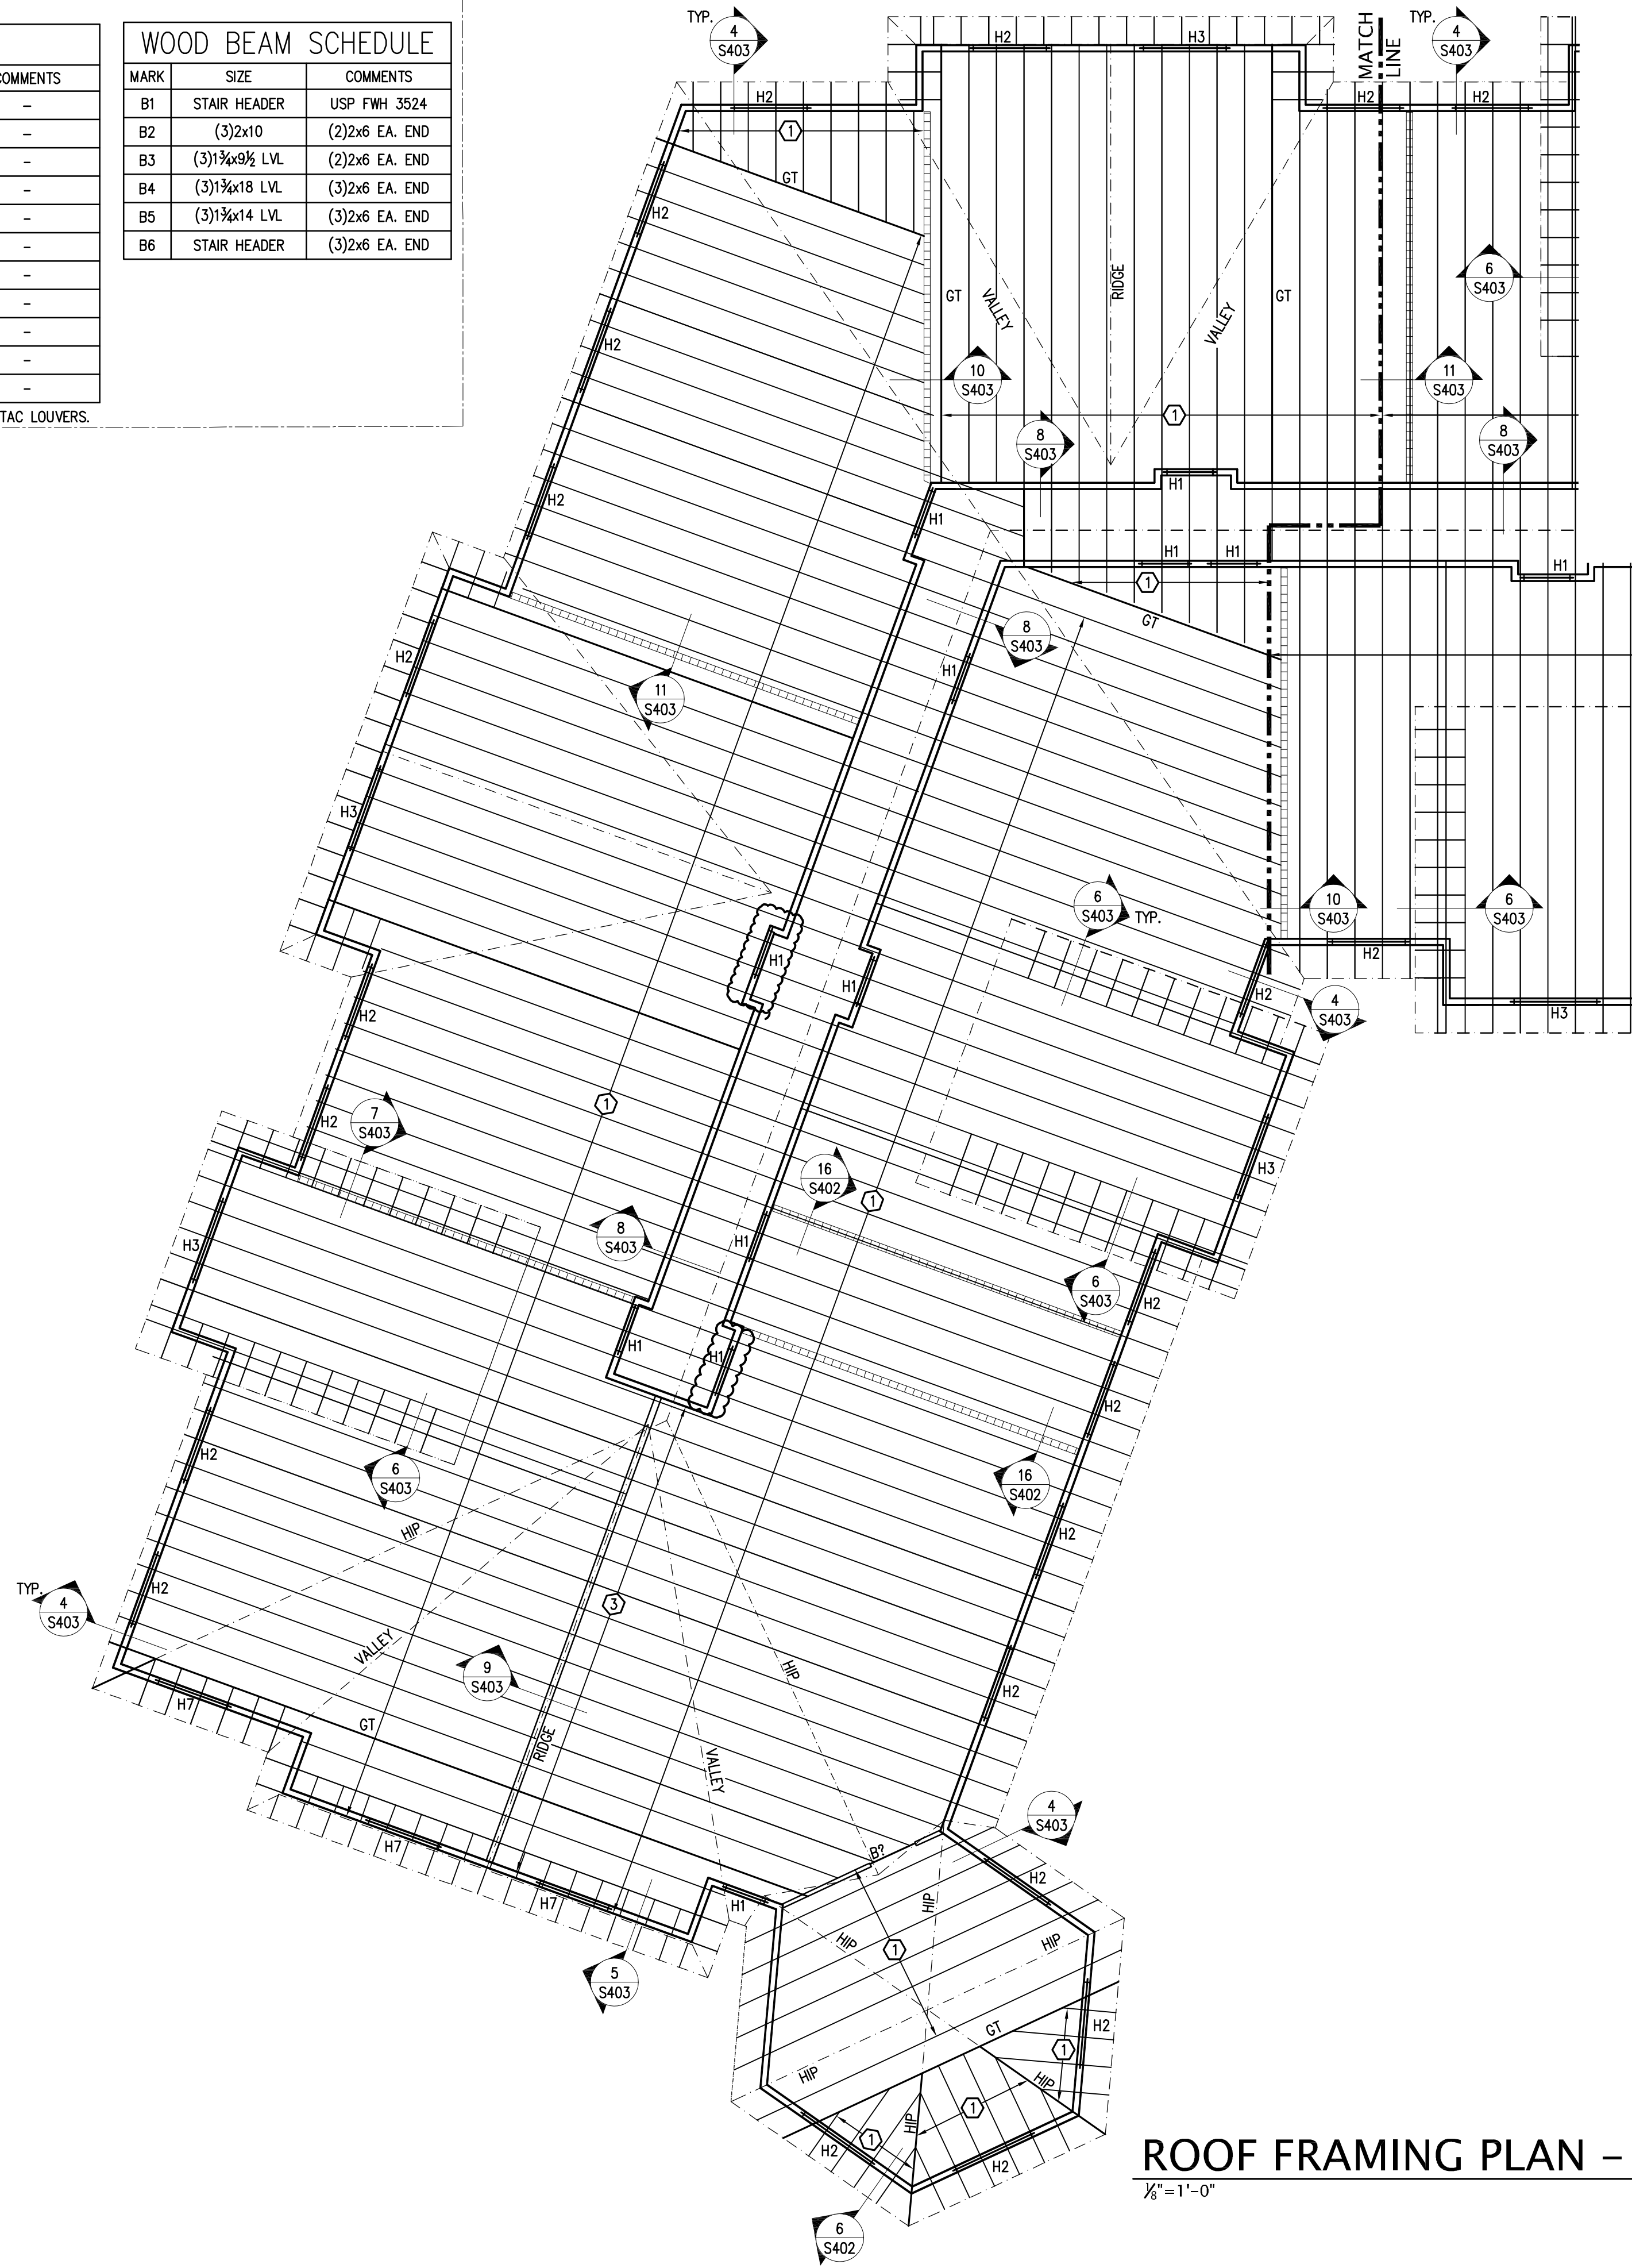 COMMENTS
–
–
–
–
–
–
–
–
–
–
–
TAC LOUVERS.
WOOD BEAM SCHEDULE
MARK SIZE COMMENTS
B1 STAIR HEADER USP FWH 3524
B2 (3)2x10 (2)2x6 EA. END
B3 (3)1¾x9½ LVL (2)2x6 EA. END
B4 (3)1¾x18 LVL (3)2x6 EA. END
B5 (3)1¾x14 LVL (3)2x6 EA. END
B6 STAIR HEADER (3)2x6 EA. END
TYP.
4
S403
H2
H3
MATCH
LINE
TYP.
4
S403
H2
H2
H2
1
GT
H2
GT
VALLEY
RIDGE
VALLEY
GT
6
S403
H2
10
S403
11
S403
1
8
S403
8
S403
H2
H1
H1
H1
H1
H1
1
GT
8
S403
H2
H1
11
S403
H3
6
S403
TYP.
10
S403
6
S403
H1
H2
H1
H2
4
S403
H3
H2
1
7
S403
H2
16
S402
H3
1
8
S403
H3
H1
6
S403
H2
H1
H1
H2
6
S403
H2
16
S402
HIP
H2
TYP.
4
S403
H2
3
VALLEY
9
S403
HIP
H2
H7
GT
RIDGE
VALLEY
4
S403
H7
B?
H2
H7
H1
HIP
HIP
HIP
1
5
S403
GT
H2
1
HIP
HIP
1
HIP
1
H2
H2
6
S402
ROOF FRAMING PLAN –
⅛"=1'-0"